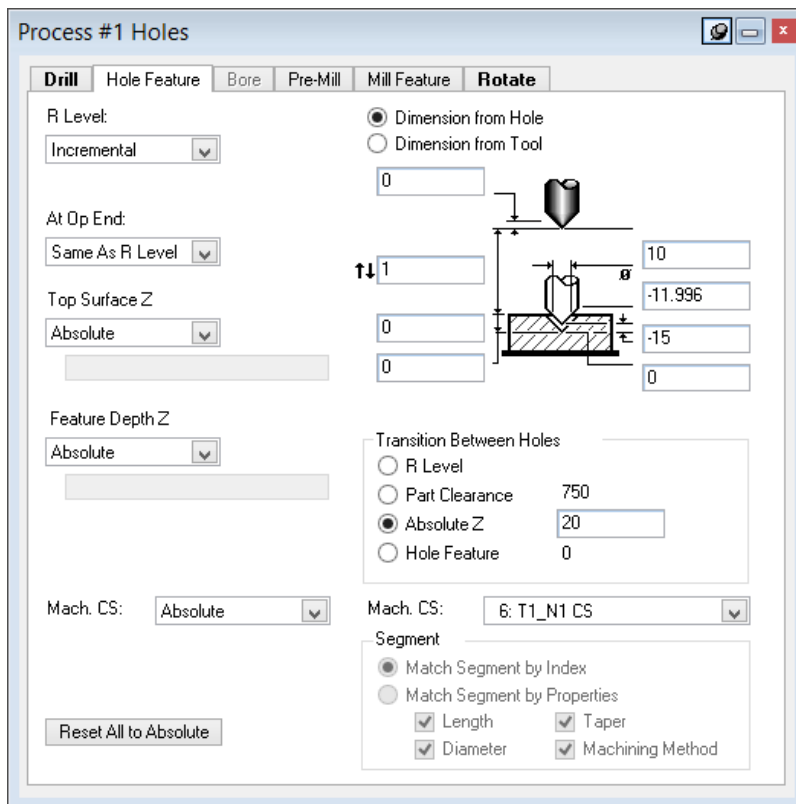 Process #1 Holes
Drill Hole Feature Bore Pre-Mill Mill Feature Rotate
R Level:
Incremental
Dimension from Hole
Dimension from Tool
0
At Op End:
Same As R Level
1
10
ø
-11.996
Top Surface Z
Absolute
0
-15
0
0
Feature Depth Z
Absolute
Transition Between Holes
R Level
Part Clearance 750
Absolute Z 20
Hole Feature 0
Mach. CS: Absolute
Mach. CS: 6: T1_N1 CS
Segment
Match Segment by Index
Match Segment by Properties
Length Taper
Diameter Machining Method
Reset All to Absolute